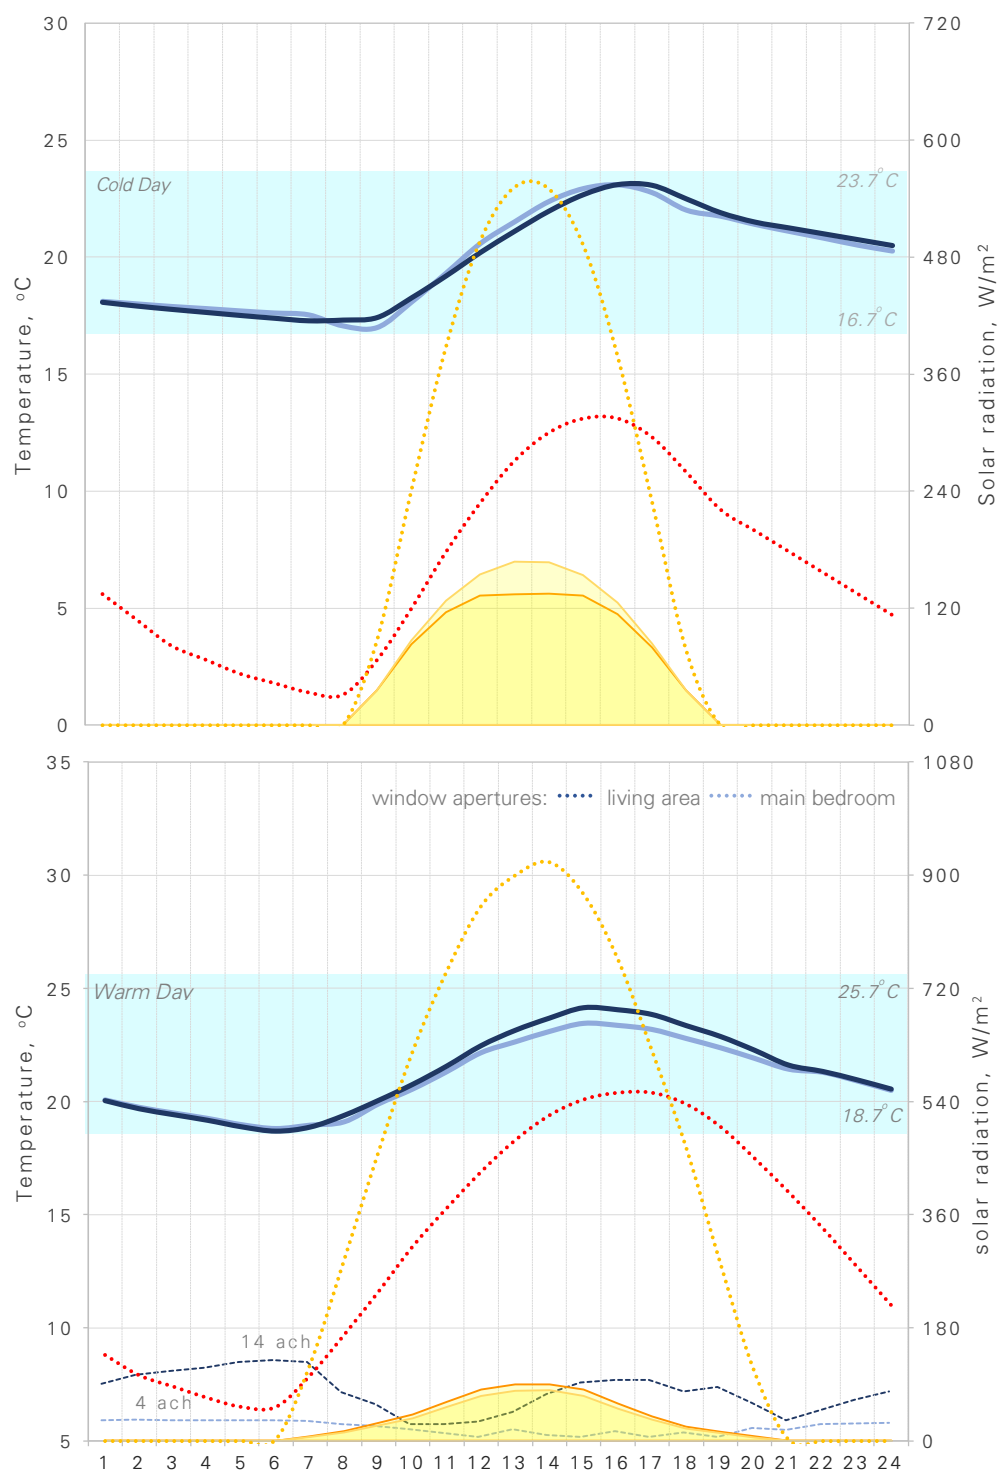 30
720
Cold Day
23.7°C
25
600
20
480
16.7°C
15
360
10
240
5
120
0
0
Temperature, ºC
Solar radiation, W/m²
35
1080
window apertures: living area main bedroom
30
900
Warm Day
25.7°C
25
720
20
540
18.7°C
15
360
14 ach
10
180
4 ach
5
0
Temperature, ºC
solar radiation, W/m²
1 2 3 4 5 6 7 8 9 10 11 12 13 14 15 16 17 18 19 20 21 22 23 24